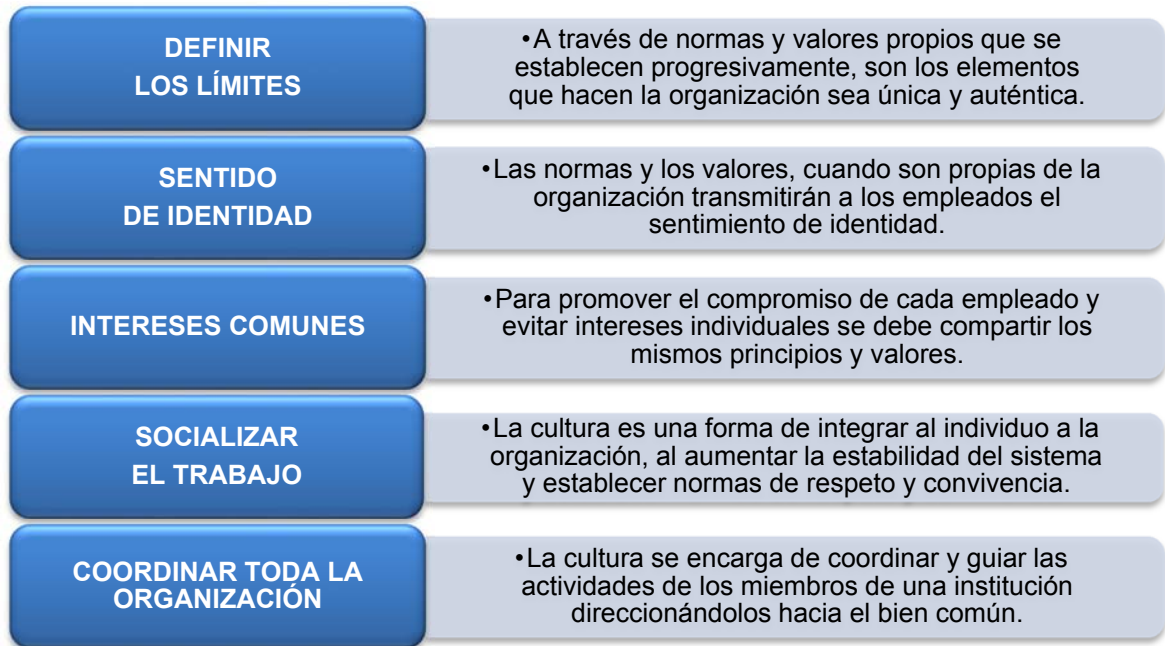 DEFINIR
LOS LÍMITES
•A través de normas y valores propios que se
establecen progresivamente, son los elementos
que hacen la organización sea única y auténtica.
SENTIDO
DE IDENTIDAD
•Las normas y los valores, cuando son propias de la
organización transmitirán a los empleados el
sentimiento de identidad.
INTERESES COMUNES
•Para promover el compromiso de cada empleado y
evitar intereses individuales se debe compartir los
mismos principios y valores.
SOCIALIZAR
EL TRABAJO
•La cultura es una forma de integrar al individuo a la
organización, al aumentar la estabilidad del sistema
y establecer normas de respeto y convivencia.
COORDINAR TODA LA
ORGANIZACIÓN
•La cultura se encarga de coordinar y guiar las
actividades de los miembros de una institución
direccionándolos hacia el bien común.